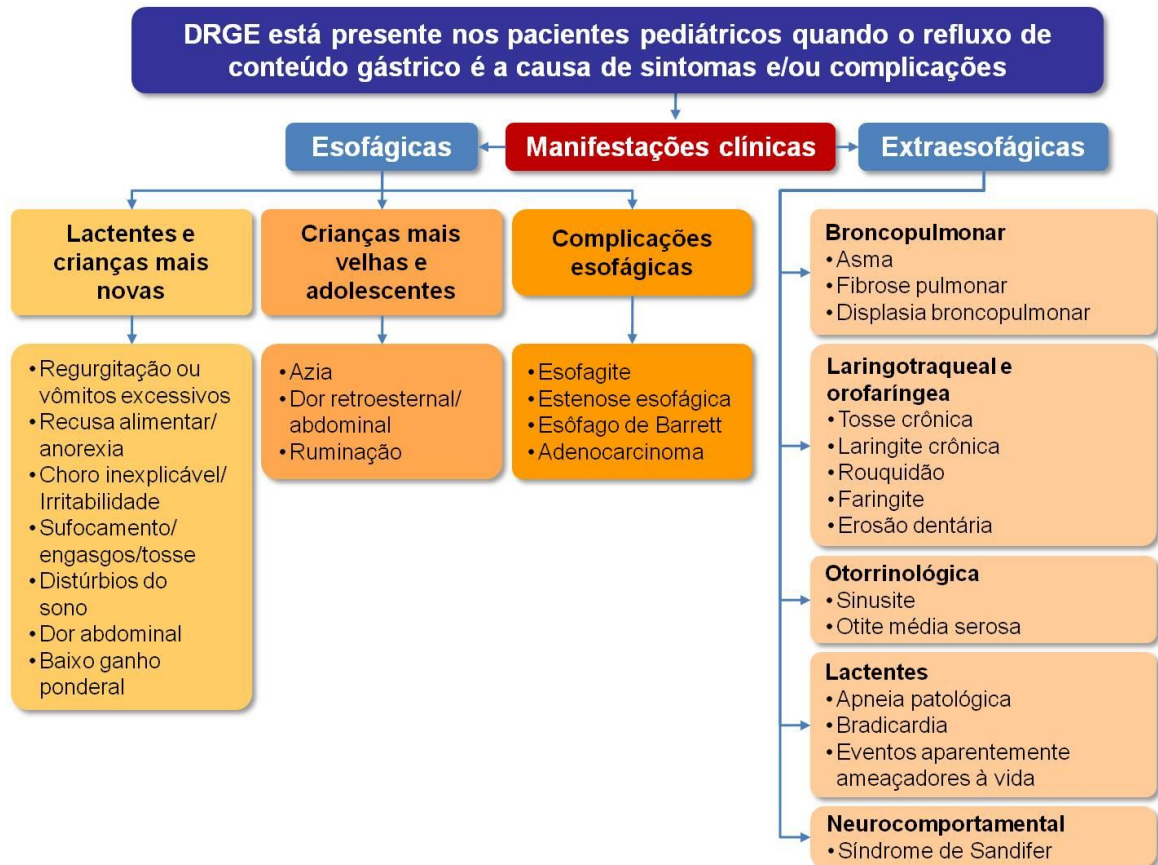 DRGE está presente nos pacientes pediátricos quando o refluxo de
conteúdo gástrico é a causa de sintomas e/ou complicações
Esofágicas
Manifestações clínicas
Extraesofágicas
Lactentes e
crianças mais
novas
• Regurgitação ou
vômitos excessivos
• Recusa alimentar/
anorexia
• Choro inexplicável/
Irritabilidade
• Sufocamento/
engasgos/tosse
• Distúrbios do
sono
• Dor abdominal
• Baixo ganho
ponderal
Crianças mais
velhas e
adolescentes
• Azia
• Dor retroesternal/
abdominal
• Ruminação
Complicações
esofágicas
• Esofagite
• Estenose esofágica
• Esôfago de Barrett
• Adenocarcinoma
Broncopulmonar
• Asma
• Fibrose pulmonar
• Displasia broncopulmonar
Laringotraqueal e
orofaríngea
• Tosse crônica
• Laringite crônica
• Rouquidão
• Faringite
• Erosão dentária
Otorrinológica
• Sinusite
• Otite média serosa
Lactentes
• Apneia patológica
• Bradicardia
• Eventos aparentemente
ameaçadores à vida
Neurocomportamental
• Síndrome de Sandifer